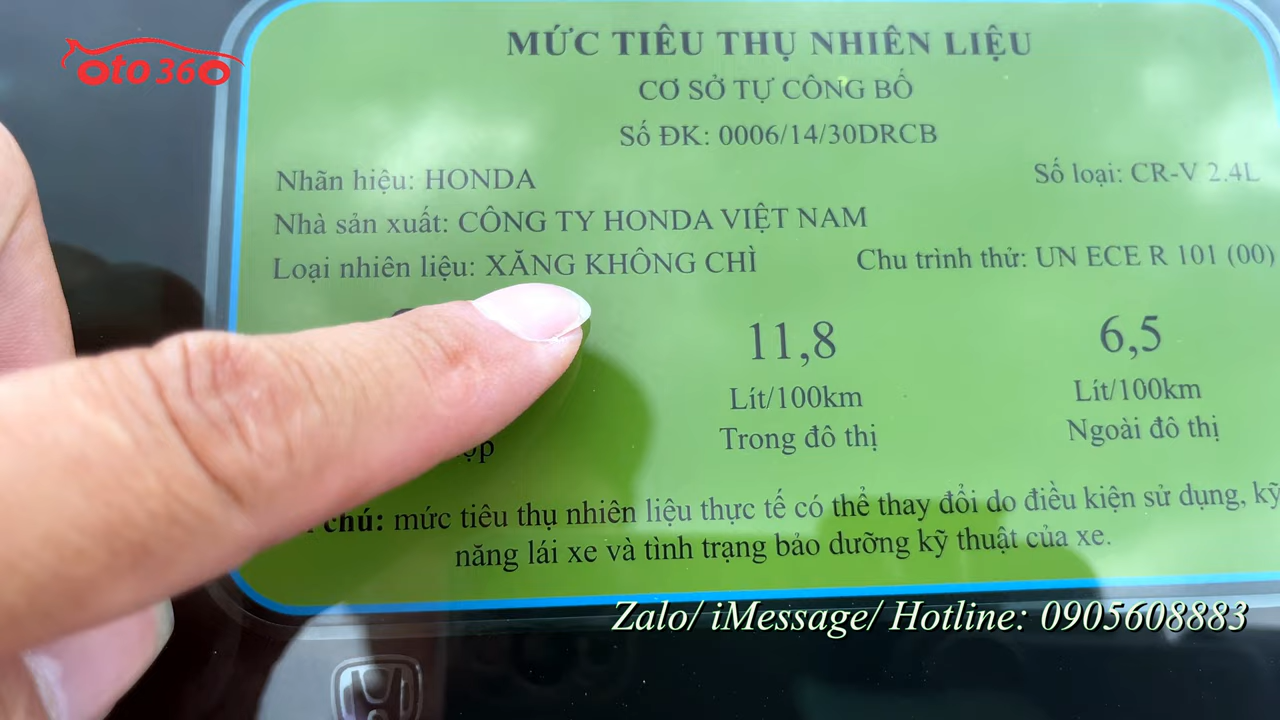 oto360
MỨC TIÊU THỤ NHIÊN LIỆU
CƠ SỞ TỰ CÔNG BỐ
Số ĐK: 0006/14/30DRCB
Nhãn hiệu: HONDA Số loại: CR-V 2.4L
Nhà sản xuất: CÔNG TY HONDA VIỆT NAM
Loại nhiên liệu: XĂNG KHÔNG CHÌ Chu trình thử: UN ECE R 101 (00)
11,8 6,5
Lít/100km Lít/100km
Trong đô thị Ngoài đô thị
chú: mức tiêu thụ nhiên liệu thực tế có thể thay đổi do điều kiện sử dụng, kỹ
năng lái xe và tình trạng bảo dưỡng kỹ thuật của xe.
Zalo/ iMessage/ Hotline: 0905608883